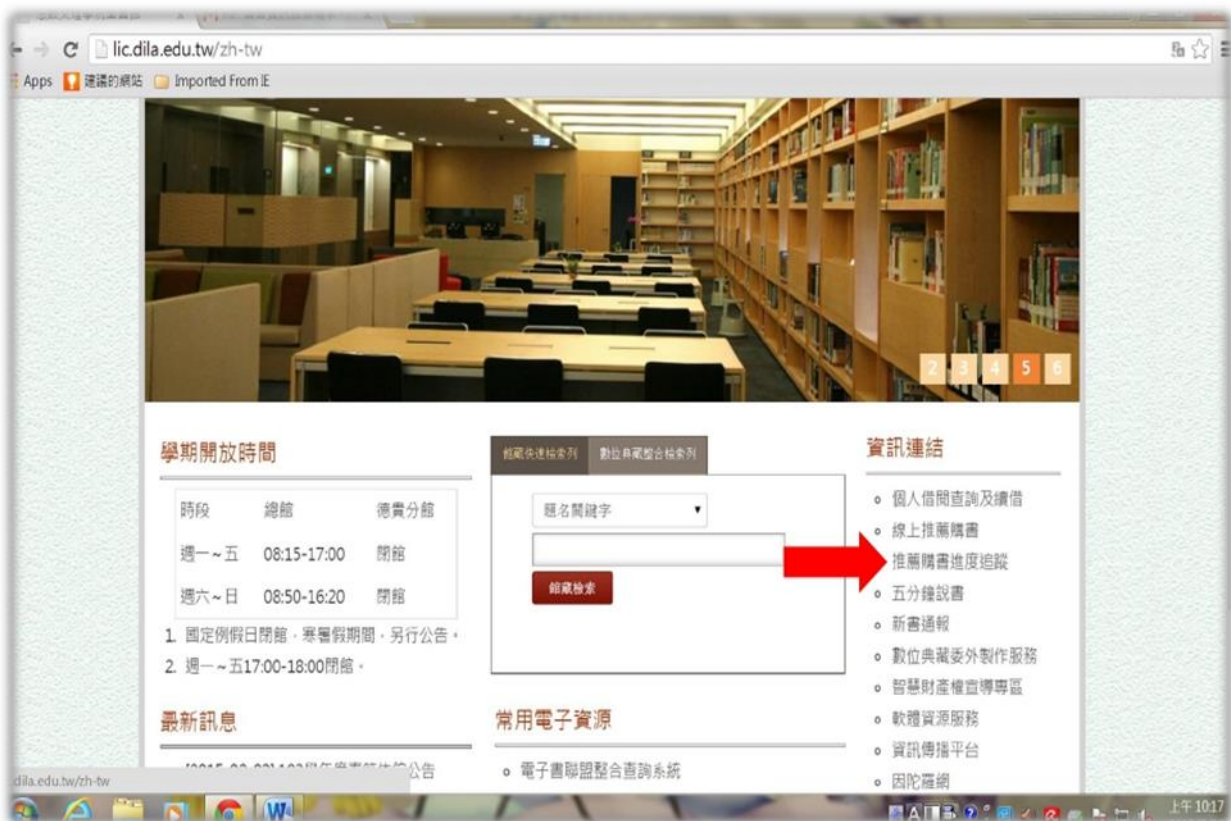 lic.dila.edu.tw/zh-tw
Apps 建議的網站 Imported From IE
2 3 4 5 6
學期開放時間
時段 總館 德貴分館
週一~五 08:15-17:00 閉館
週六~日 08:50-16:20 閉館
1. 國定例假日閉館，寒暑假期間，另行公告。
2. 週一~五17:00-18:00閉館。
最新訊息
館藏快速檢索列 數位典藏整合檢索列
題名關鍵字
館藏檢索
常用電子資源
電子書聯盟整合查詢系統
資訊連結
個人借閱查詢及續借
線上推薦購書
推薦購書進度追蹤
五分鐘說書
新書通報
數位典藏委外製作服務
智慧財產權宣導專區
軟體資源服務
資訊傳播平台
因陀羅網
dila.edu.tw/zh-tw
上午 10:17